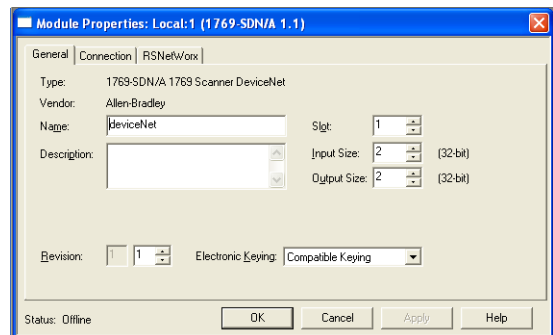 Module Properties: Local:1 (1769-SDN/A 1.1)
General Connection RSNetWorx
Type: 1769-SDN/A 1769 Scanner DeviceNet
Vendor: Allen-Bradley
Name: deviceNet Slot: 1
Description: Input Size: 2 (32-bit)
Output Size: 2 (32-bit)
Revision: 1 1 Electronic Keying: Compatible Keying
Status: Offline OK Cancel Apply Help